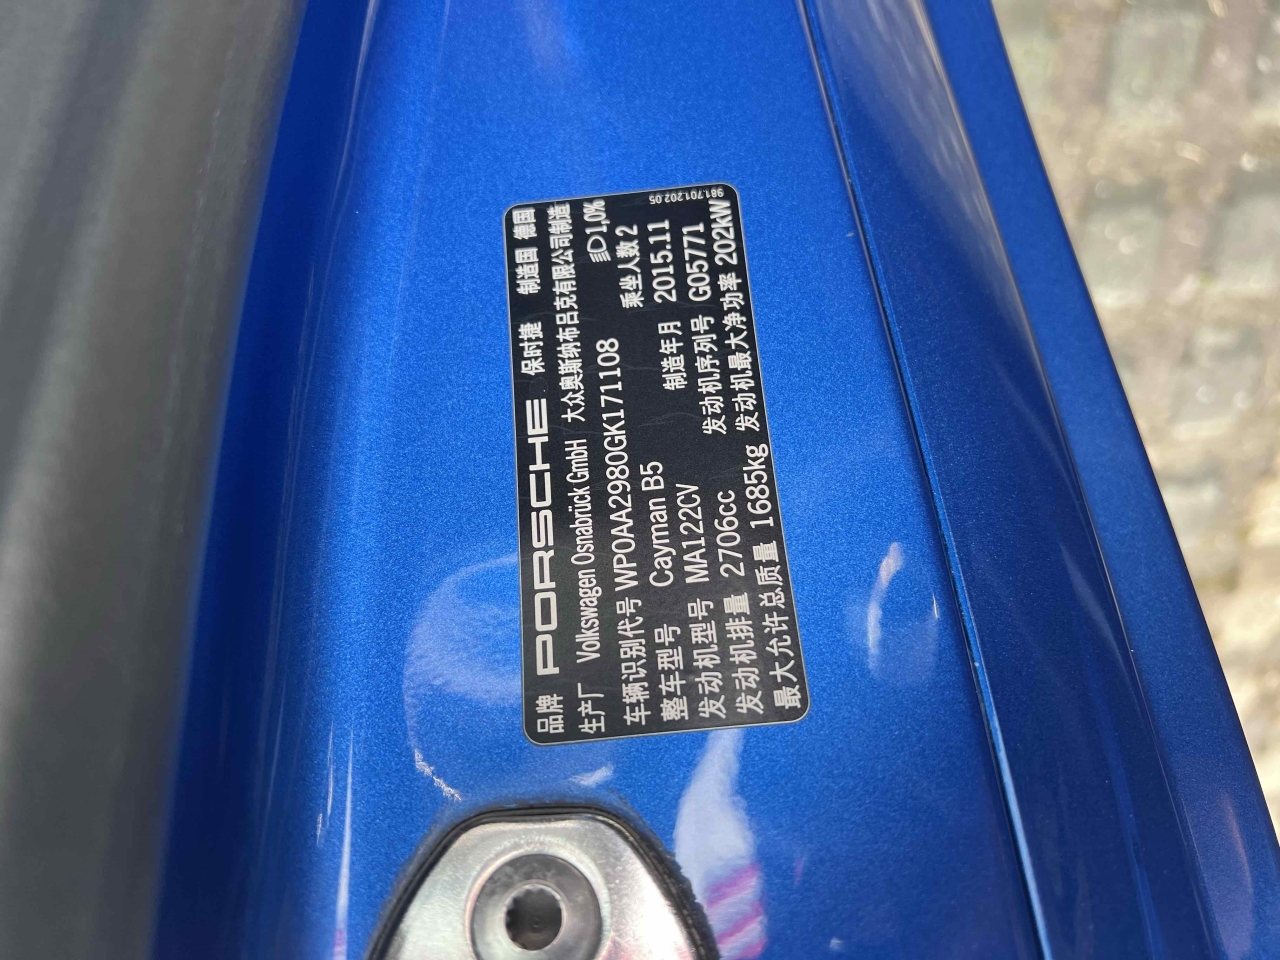 品牌 PORSCHE 保时捷 制造国 德国
生产厂 Volkswagen Osnabrück GmbH 大众奥斯纳布吕克有限公司制造
1,0%
车辆识别代号 WP0AA2980GK171108 乘坐人数 2
整车型号 Cayman B5 制造年月 2015.11
发动机型号 MA122CV 发动机序列号 G05771
发动机排量 2706cc 发动机最大净功率 202kW
最大允许总质量 1685kg
981.701.202.05